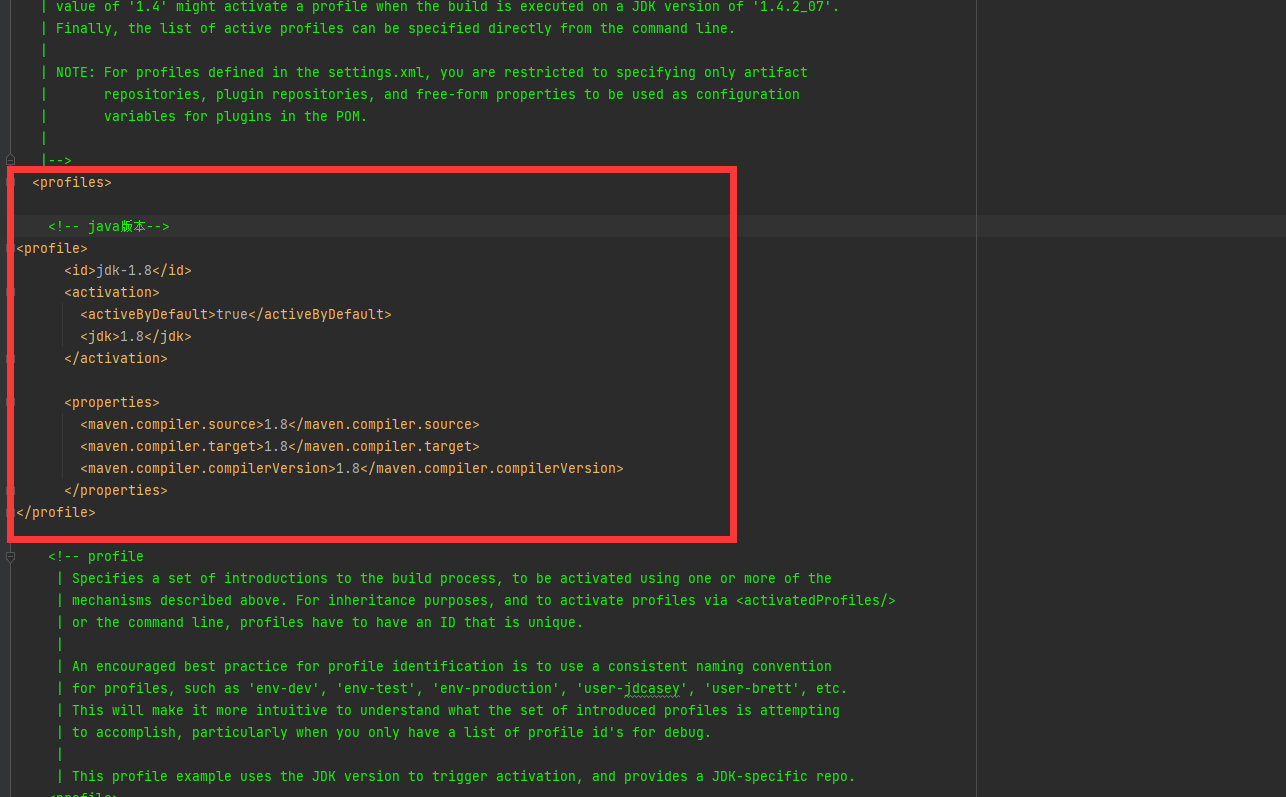 | value of '1.4' might activate a profile when the build is executed on a JDK version of '1.4.2_07'.
| Finally, the list of active profiles can be specified directly from the command line.
|
| NOTE: For profiles defined in the settings.xml, you are restricted to specifying only artifact
|       repositories, plugin repositories, and free-form properties to be used as configuration
|       variables for plugins in the POM.
|
|-->
<profiles>
<!-- java版本-->
<profile>
<id>jdk-1.8</id>
<activation>
<activeByDefault>true</activeByDefault>
<jdk>1.8</jdk>
</activation>
<properties>
<maven.compiler.source>1.8</maven.compiler.source>
<maven.compiler.target>1.8</maven.compiler.target>
<maven.compiler.compilerVersion>1.8</maven.compiler.compilerVersion>
</properties>
</profile>
<!-- profile
| Specifies a set of introductions to the build process, to be activated using one or more of the
| mechanisms described above. For inheritance purposes, and to activate profiles via <activatedProfiles/>
| or the command line, profiles have to have an ID that is unique.
|
| An encouraged best practice for profile identification is to use a consistent naming convention
| for profiles, such as 'env-dev', 'env-test', 'env-production', 'user-jdcasey', 'user-brett', etc.
| This will make it more intuitive to understand what the set of introduced profiles is attempting
| to accomplish, particularly when you only have a list of profile id's for debug.
|
| This profile example uses the JDK version to trigger activation, and provides a JDK-specific repo.
<profile>